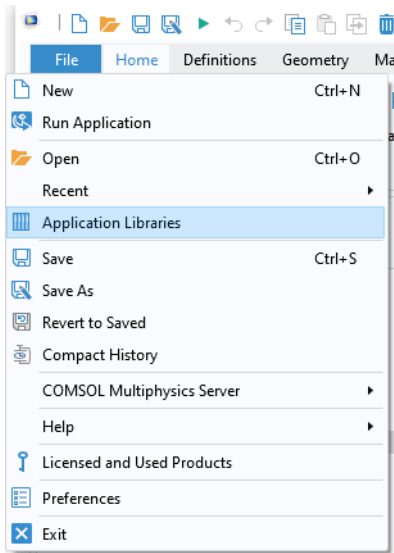 File Home Definitions Geometry Ma
New Ctrl+N
Run Application
Open Ctrl+O
Recent
Application Libraries
Save Ctrl+S
Save As
Revert to Saved
Compact History
COMSOL Multiphysics Server
Help
Licensed and Used Products
Preferences
Exit